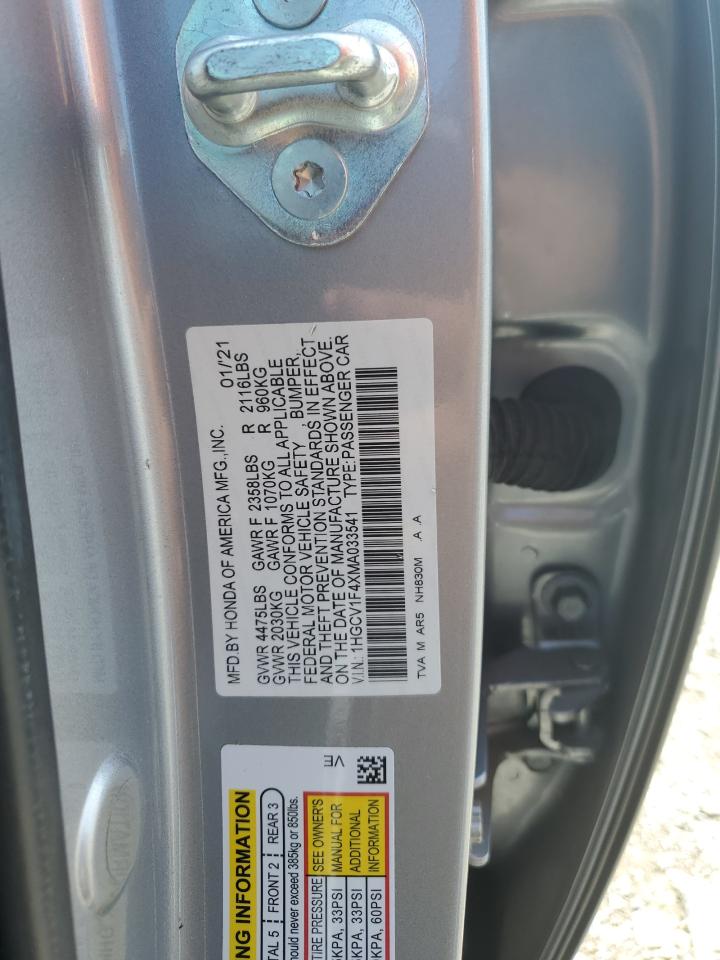 MFD.BY HONDA OF AMERICA MFG.,INC. 01/'21
GVWR 4475LBS GAWR F 2358LBS R 2116LBS
GVWR 2030KG GAWR F 1070KG R 960KG
THIS VEHICLE CONFORMS TO ALL APPLICABLE
FEDERAL MOTOR VEHICLE SAFETY , BUMPER,
AND THEFT PREVENTION STANDARDS IN EFFECT
ON THE DATE OF MANUFACTURE SHOWN ABOVE.
V.I.N.: 1HGCV1F4XMA033541 TYPE:PASSENGER CAR
TVA M AR5 NH830M .A .A
VE
INFORMATION
5 FRONT 2 REAR 3
should never exceed 385kg or 850lbs.
TIRE PRESSURE SEE OWNER'S
KPA, 33PSI MANUAL FOR
KPA, 33PSI ADDITIONAL
KPA, 60PSI INFORMATION